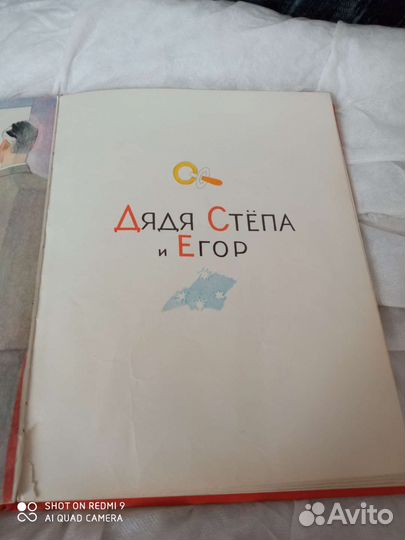 Дядя Стёпа
и Егор
SHOT ON REDMI 9
AI QUAD CAMERA
Avito